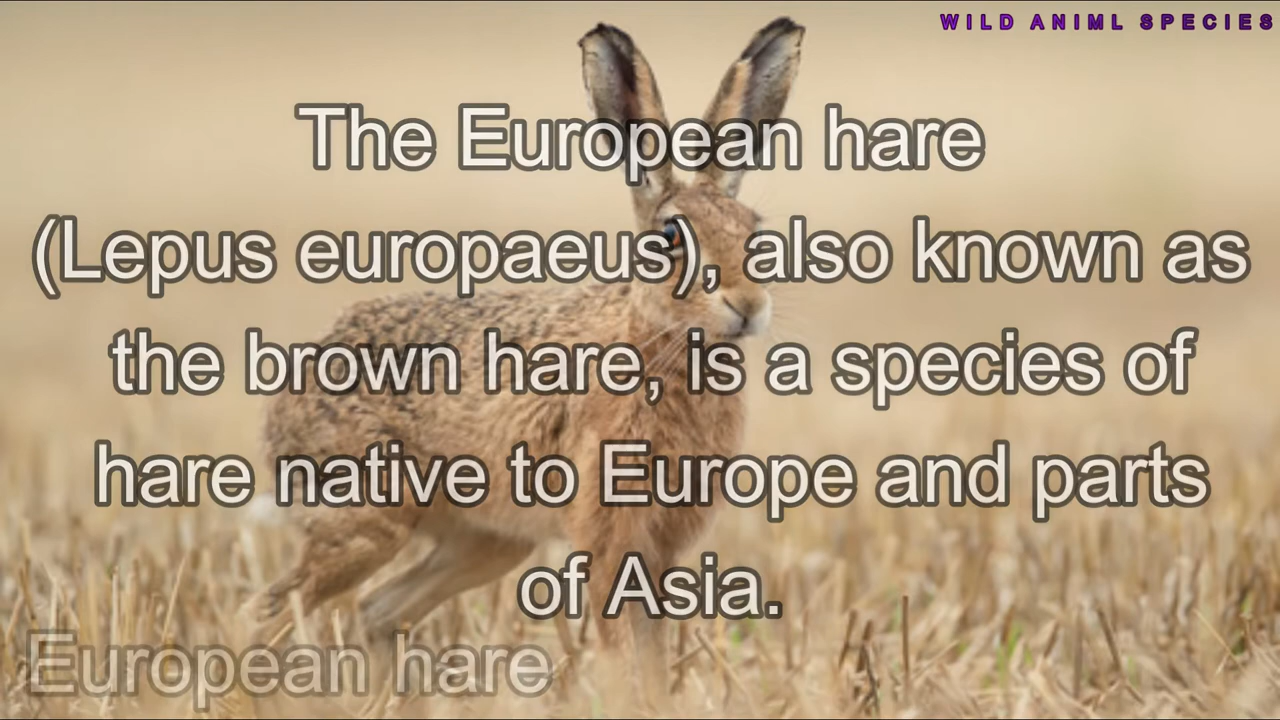 WILD ANIML SPECIES
The European hare
(Lepus europaeus), also known as
the brown hare, is a species of
hare native to Europe and parts
of Asia.
European hare